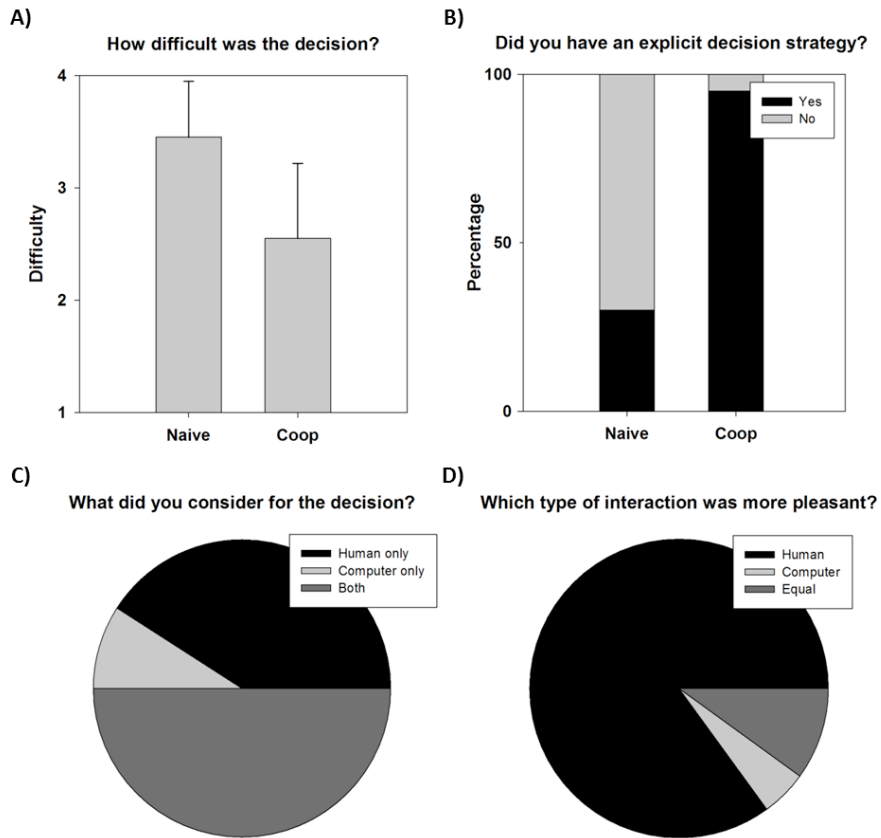 A)
How difficult was the decision?
4
3
2
1
Difficulty
Naive Coop
B)
Did you have an explicit decision strategy?
100
50
0
Percentage
Yes
No
Naive Coop
C)
What did you consider for the decision?
Human only
Computer only
Both
D)
Which type of interaction was more pleasant?
Human
Computer
Equal